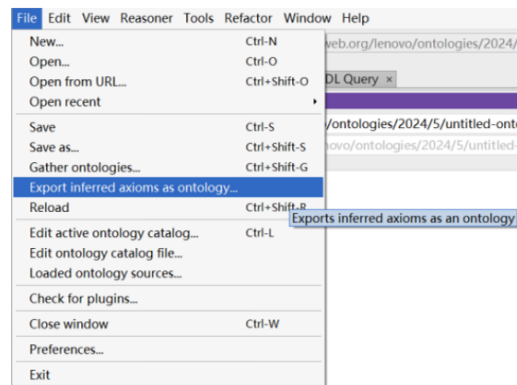 File Edit View Reasoner Tools Refactor Window Help
New... Ctrl-N
web.org/lenovo/ontologies/2024/
Open... Ctrl-O
Open from URL... Ctrl+Shift-O
DL Query ×
Open recent
Save Ctrl-S
/ontologies/2024/5/untitled-onto
Save as... Ctrl+Shift-S
novo/ontologies/2024/5/untitled-
Gather ontologies... Ctrl+Shift-G
Export inferred axioms as ontology...
Reload Ctrl+Shift-R
Exports inferred axioms as an ontology
Edit active ontology catalog... Ctrl-L
Edit ontology catalog file...
Loaded ontology sources...
Check for plugins...
Close window Ctrl-W
Preferences...
Exit